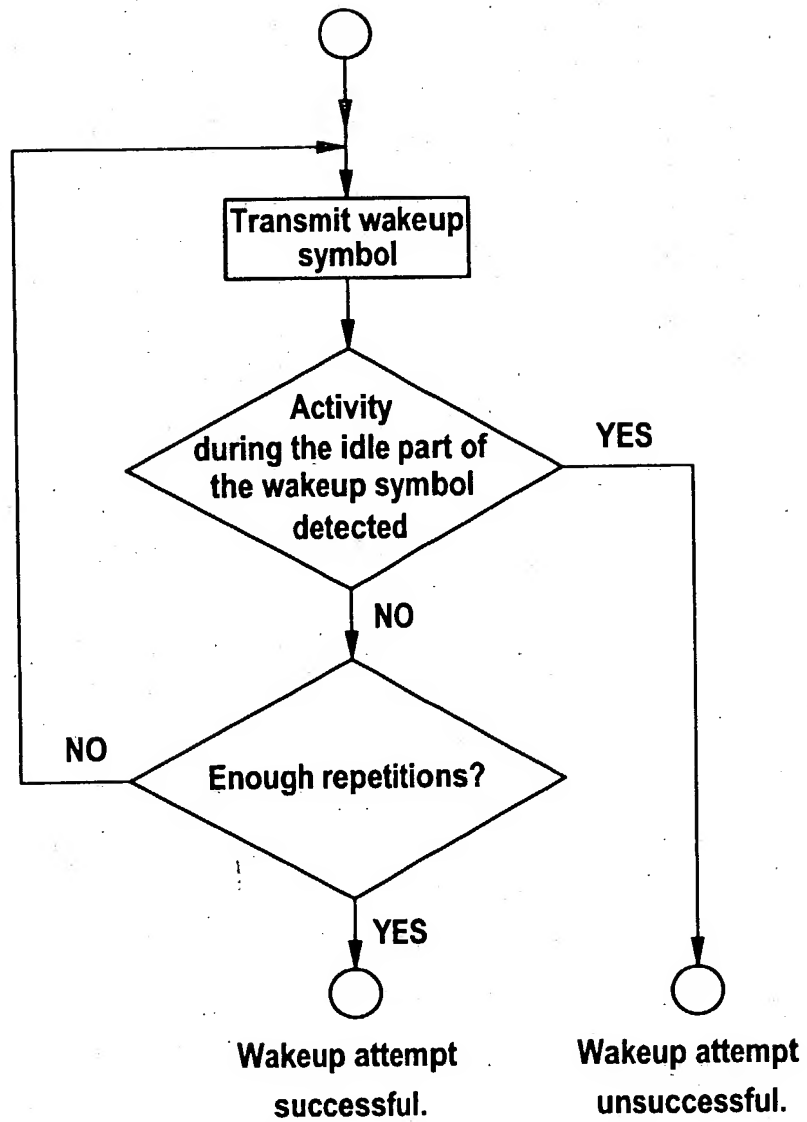 Transmit wakeup
symbol
Activity
during the idle part of
the wakeup symbol
detected
YES
NO
NO
Enough repetitions?
YES
Wakeup attempt
successful.
Wakeup attempt
unsuccessful.